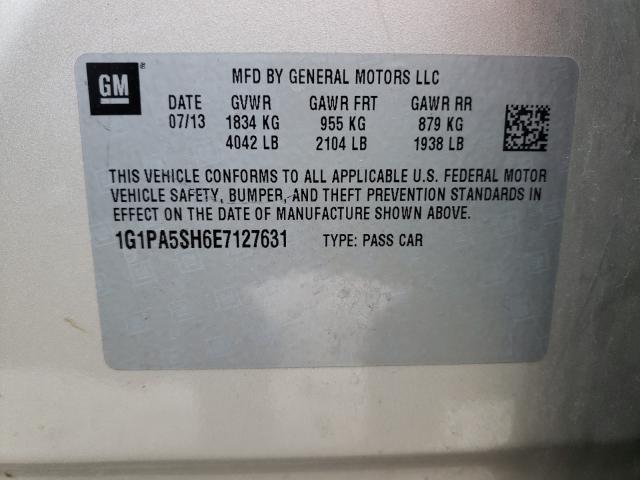 GM
®
MFD BY GENERAL MOTORS LLC
DATE GVWR GAWR FRT GAWR RR
07/13 1834 KG 955 KG 879 KG
4042 LB 2104 LB 1938 LB
THIS VEHICLE CONFORMS TO ALL APPLICABLE U.S. FEDERAL MOTOR
VEHICLE SAFETY, BUMPER, AND THEFT PREVENTION STANDARDS IN
EFFECT ON THE DATE OF MANUFACTURE SHOWN ABOVE.
1G1PA5SH6E7127631 TYPE: PASS CAR